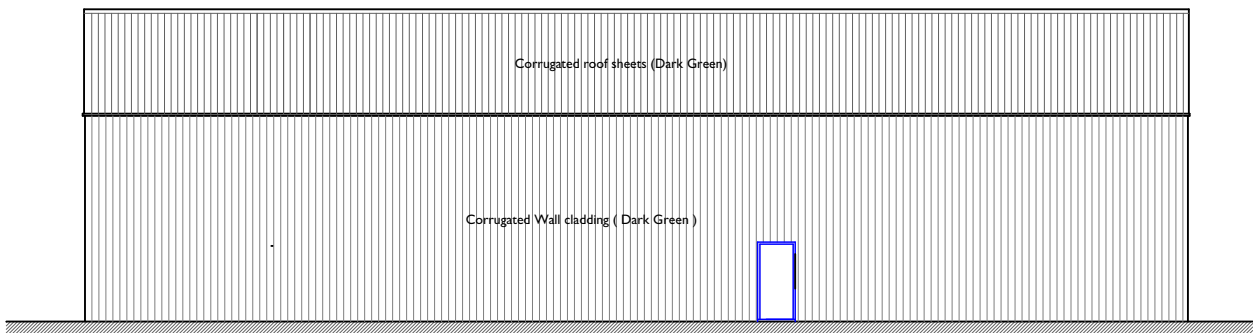 Corrugated roof sheets (Dark Green)
Corrugated Wall cladding ( Dark Green )